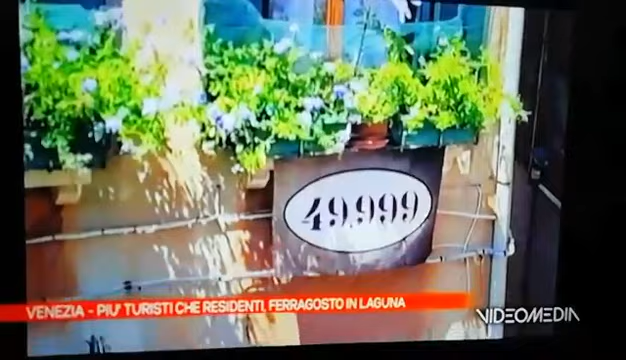 49.999
VENEZIA - PIU' TURISTI CHE RESIDENTI, FERRAGOSTO IN LAGUNA
VIDEOMEDIA